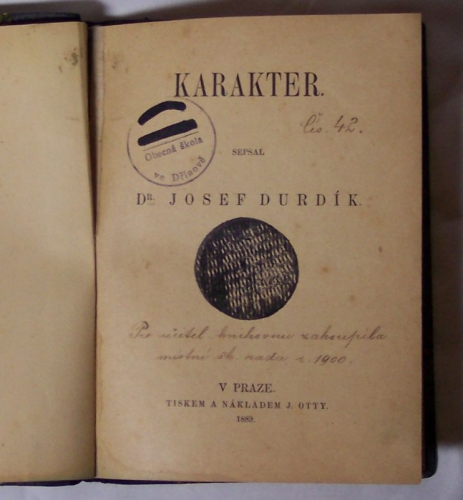 KARAKTER.
Čís. 42.
Obecná škola
ve Dřínově
SEPSAL
DR. JOSEF DURDÍK.
Pro učitel. knihovnu zakoupila
místní šk. rada r. 1900.
V PRAZE.
TISKEM A NÁKLADEM J. OTTY.
1889.